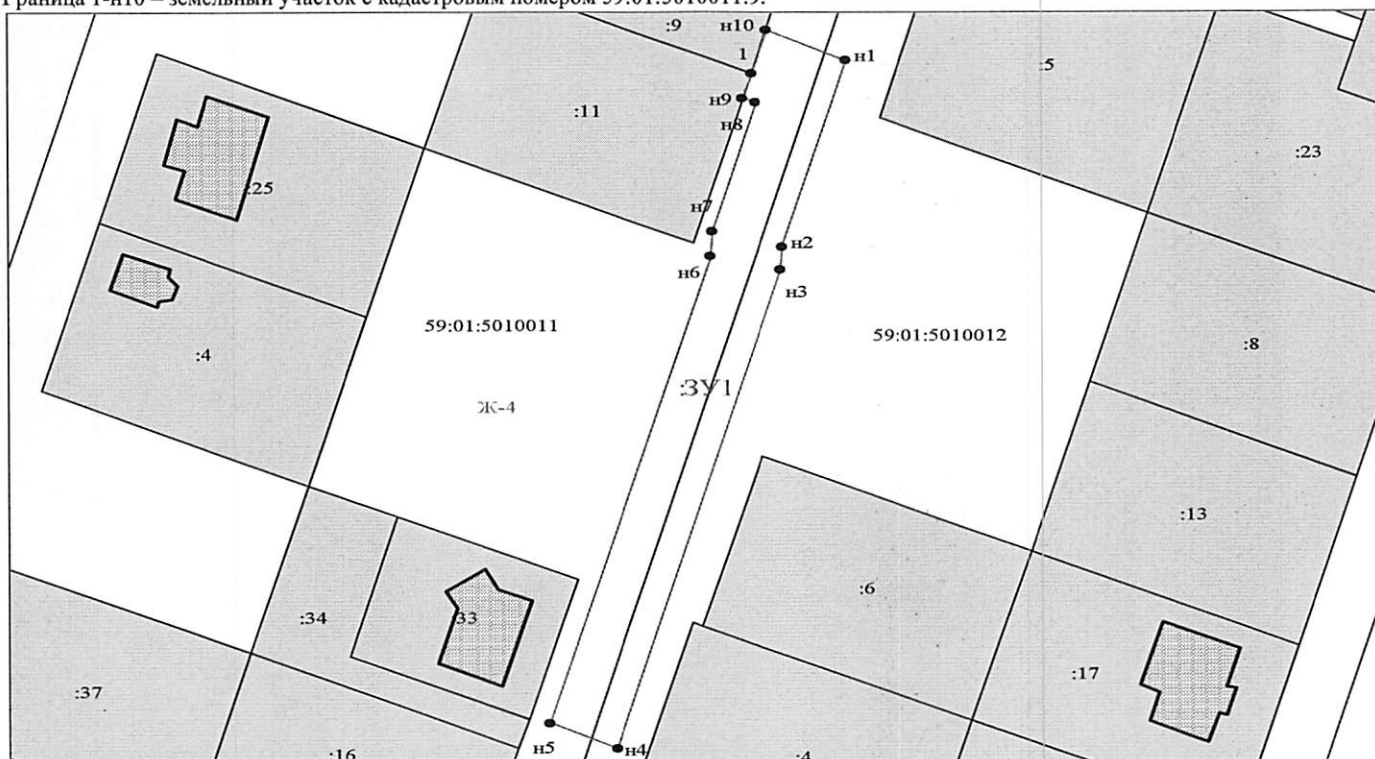 Граница 1-н10 – земельный участок с кадастровым номером 59:01:5010011:9.
:9
н10
1
н1
:5
:11
н9
н8
:23
:25
н7
н2
н6
н3
59:01:5010011
59:01:5010012
:8
:4
:ЗУ1
Ж-4
:13
:6
:34
33
:17
:37
н5
н4
:16
:4